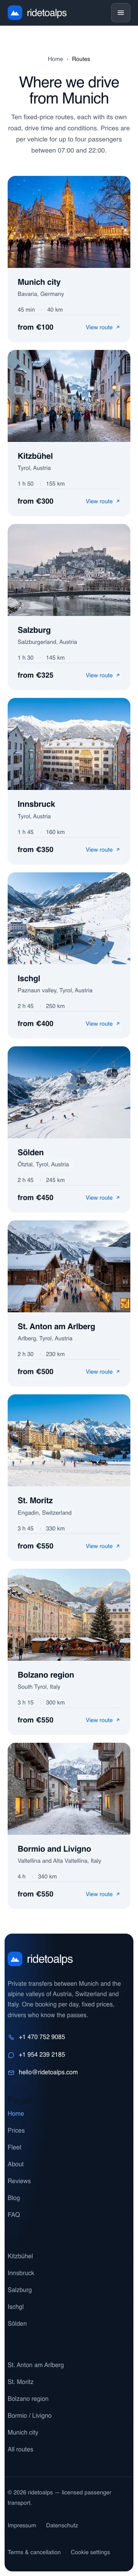 ridetoalps
Home › Routes
Where we drive
from Munich
Ten fixed-price routes, each with its own
road, drive time and conditions. Prices are
per vehicle for up to four passengers
between 07:00 and 22:00.
Munich city
Bavaria, Germany
45 min · 40 km
from €100 View route ↗
Kitzbühel
Tyrol, Austria
1 h 50 · 155 km
from €300 View route ↗
Salzburg
Salzburgerland, Austria
1 h 30 · 145 km
from €325 View route ↗
Innsbruck
Tyrol, Austria
1 h 45 · 160 km
from €350 View route ↗
Ischgl
Paznaun valley, Tyrol, Austria
2 h 45 · 250 km
from €400 View route ↗
Sölden
Ötztal, Tyrol, Austria
2 h 45 · 245 km
from €450 View route ↗
St. Anton am Arlberg
Arlberg, Tyrol, Austria
2 h 30 · 230 km
from €500 View route ↗
St. Moritz
Engadin, Switzerland
3 h 45 · 330 km
from €550 View route ↗
Bolzano region
South Tyrol, Italy
3 h 15 · 300 km
from €550 View route ↗
Bormio and Livigno
Valtellina and Alta Valtellina, Italy
4 h · 340 km
from €550 View route ↗
ridetoalps
Private transfers between Munich and the
alpine valleys of Austria, Switzerland and
Italy. One booking per day, fixed prices,
drivers who know the passes.
+1 470 752 9085
+1 954 239 2185
hello@ridetoalps.com
Home
Prices
Fleet
About
Reviews
Blog
FAQ
Kitzbühel
Innsbruck
Salzburg
Ischgl
Sölden
St. Anton am Arlberg
St. Moritz
Bolzano region
Bormio / Livigno
Munich city
All routes
© 2026 ridetoalps — licensed passenger
transport.
Impressum Datenschutz
Terms & cancellation Cookie settings